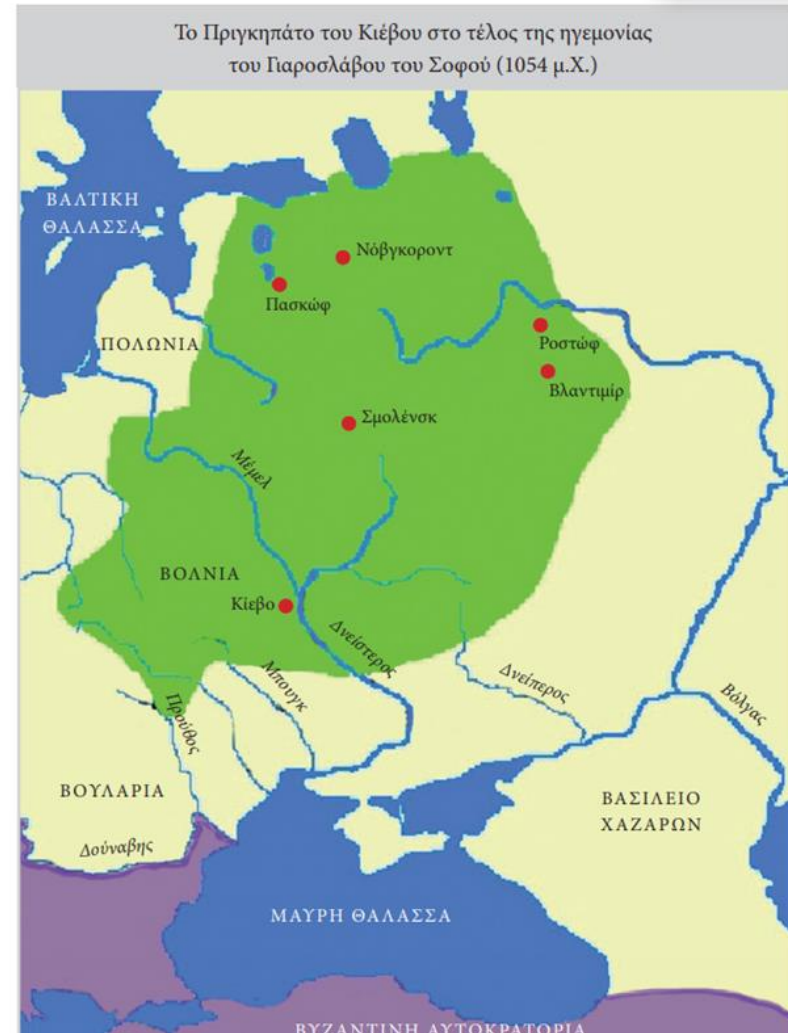 Το Πριγκηπάτο του Κιέβου στο τέλος της ηγεμονίας
του Γιαροσλάβου του Σοφού (1054 μ.Χ.)
ΒΑΛΤΙΚΗ
ΘΑΛΑΣΣΑ
Νόβγκοροντ
Πασκώφ
ΠΟΛΩΝΙΑ
Ροστώφ
Βλαντιμίρ
Σμολένσκ
Μέμελ
ΒΟΛΝΙΑ
Κίεβο
Δνείστερος
Μπουγκ
Δνείπερος
Βόλγας
Προύθος
ΒΟΥΛΑΡΙΑ
ΒΑΣΙΛΕΙΟ
ΧΑΖΑΡΩΝ
Δούναβης
ΜΑΥΡΗ ΘΑΛΑΣΣΑ
ΒΥΖΑΝΤΙΝΗ ΑΥΤΟΚΡΑΤΟΡΙΑ